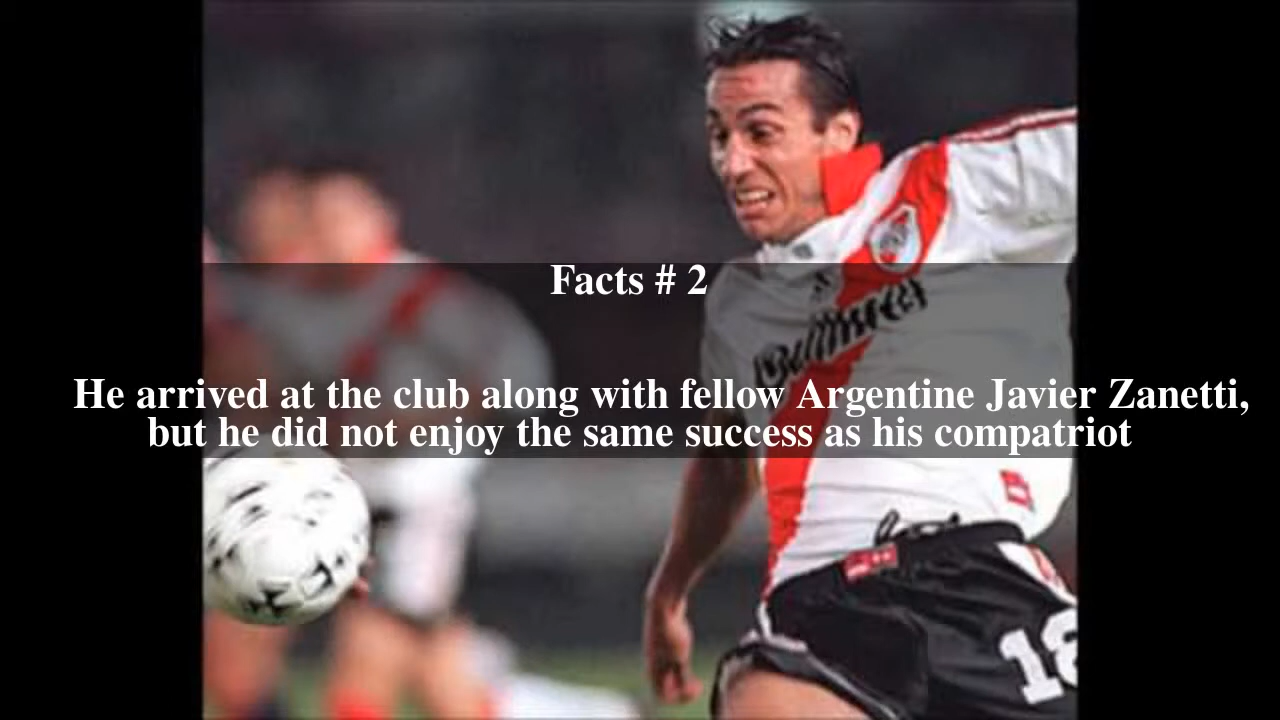 Facts # 2
He arrived at the club along with fellow Argentine Javier Zanetti,
but he did not enjoy the same success as his compatriot